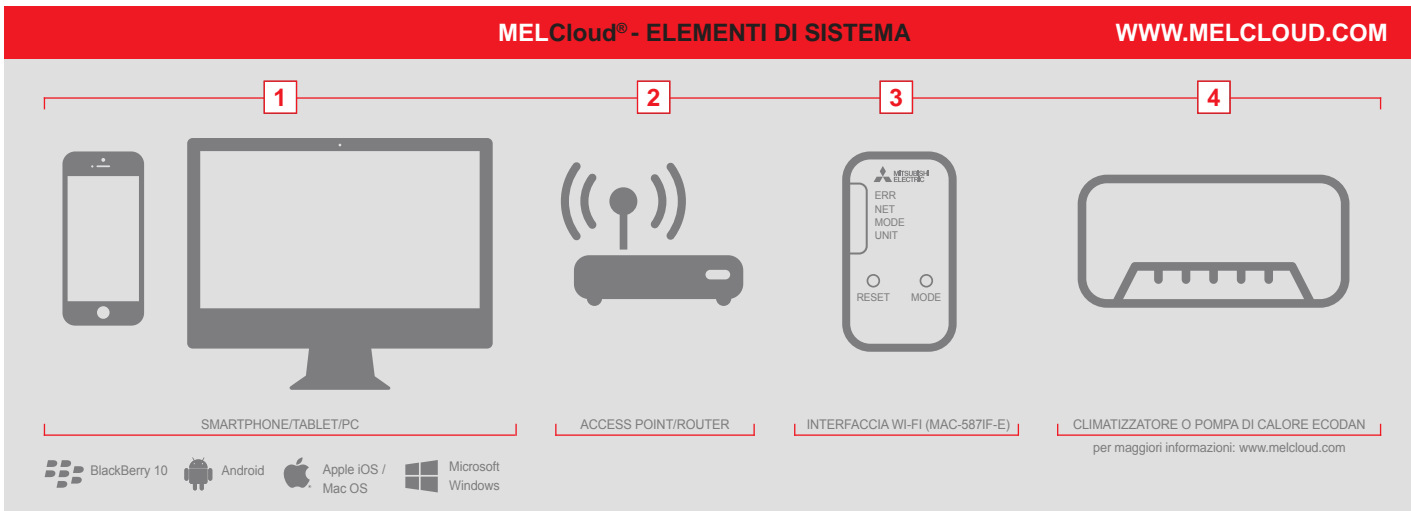 MELCloud® - ELEMENTI DI SISTEMA
WWW.MELCLOUD.COM
1
2
3
4
MITSUBISHI
ELECTRIC
ERR
NET
MODE
UNIT
RESET MODE
SMARTPHONE/TABLET/PC
ACCESS POINT/ROUTER
INTERFACCIA WI-FI (MAC-587IF-E)
CLIMATIZZATORE O POMPA DI CALORE ECODAN
per maggiori informazioni: www.melcloud.com
BlackBerry 10
Android
Apple iOS /
Mac OS
Microsoft
Windows